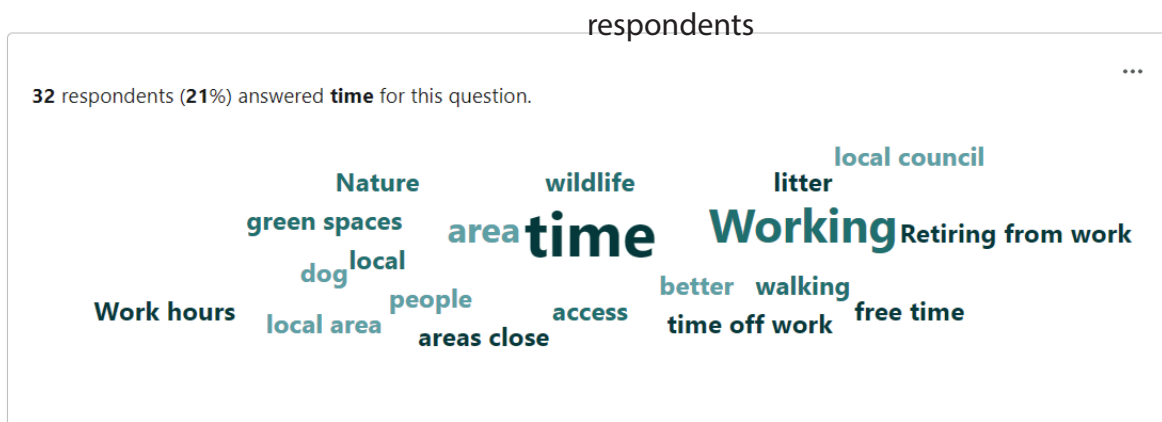 respondents
...
32 respondents (21%) answered time for this question.
local council
Nature wildlife litter
green spaces area time Working Retiring from work
local
dog
people better walking
Work hours access free time
local area time off work
areas close